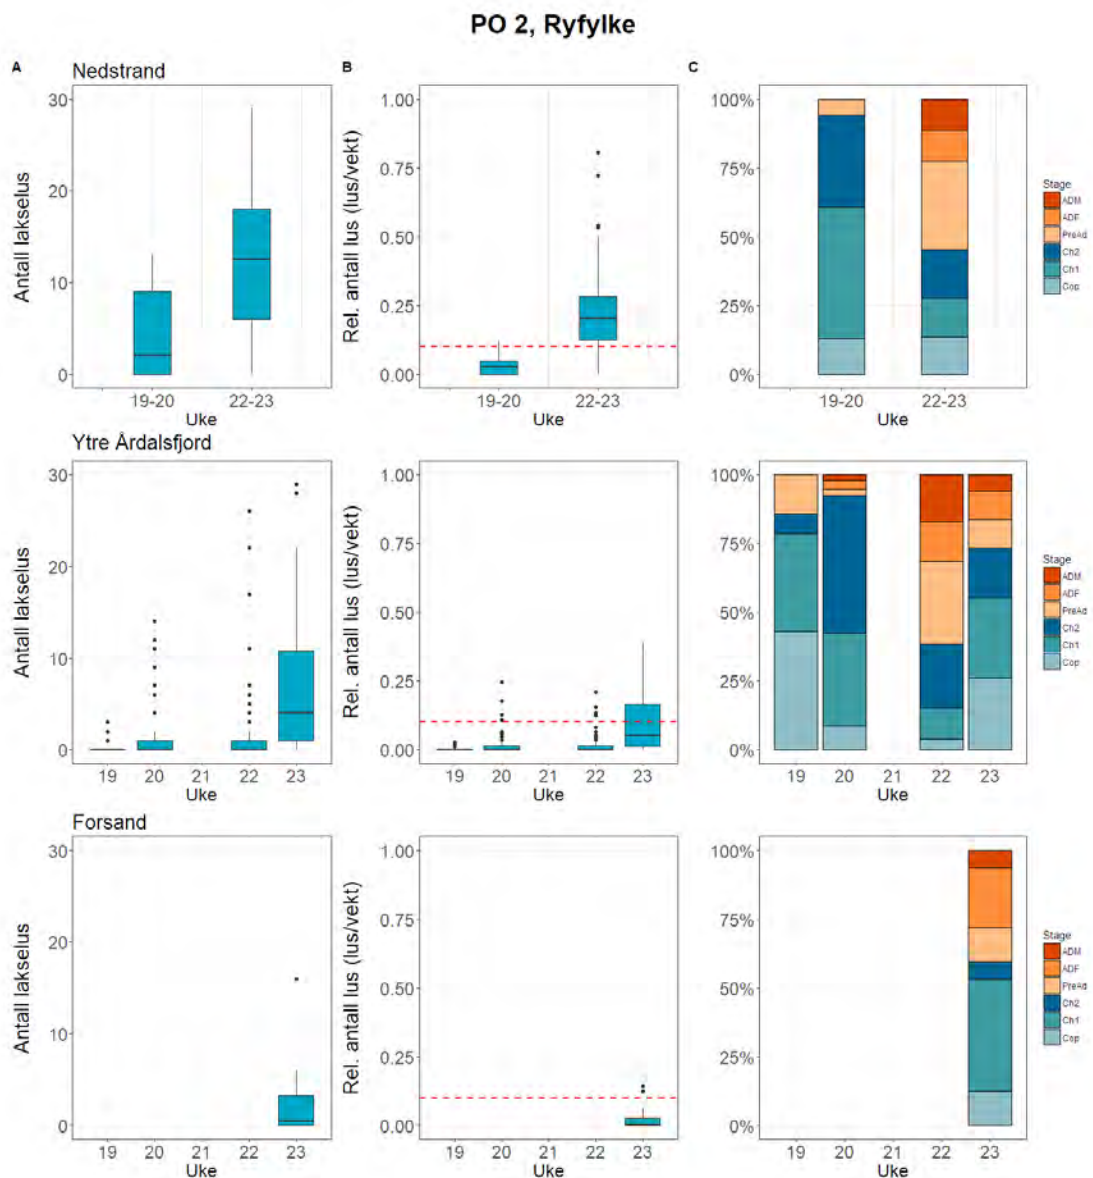 PO 2, Ryfylke
A
B
C
Nedstrand
Antall lakselus
30
20
10
0
19-20
22-23
Uke
Rel. antall lus (lus/vekt)
1.00
0.75
0.50
0.25
0.00
19-20
22-23
Uke
100%
75%
50%
25%
0%
19-20
22-23
Uke
Stage
ADM
ADF
PreAd
Ch2
Ch1
Cop
Ytre Årdalsfjord
Antall lakselus
30
20
10
0
19 20 21 22 23
Uke
Rel. antall lus (lus/vekt)
1.00
0.75
0.50
0.25
0.00
19 20 21 22 23
Uke
100%
75%
50%
25%
0%
19 20 21 22 23
Uke
Stage
ADM
ADF
PreAd
Ch2
Ch1
Cop
Forsand
Antall lakselus
30
20
10
0
19 20 21 22 23
Uke
Rel. antall lus (lus/vekt)
1.00
0.75
0.50
0.25
0.00
19 20 21 22 23
Uke
100%
75%
50%
25%
0%
19 20 21 22 23
Uke
Stage
ADM
ADF
PreAd
Ch2
Ch1
Cop